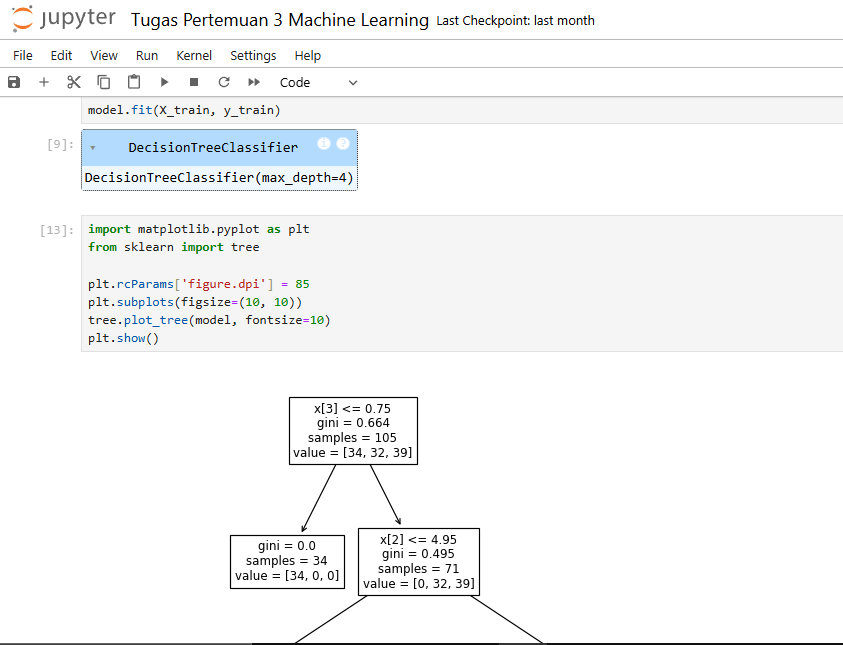 jupyter Tugas Pertemuan 3 Machine Learning Last Checkpoint: last month
File Edit View Run Kernel Settings Help
Code
model.fit(X_train, y_train)
[9]:
DecisionTreeClassifier i ?
DecisionTreeClassifier(max_depth=4)
[13]:
import matplotlib.pyplot as plt
from sklearn import tree
plt.rcParams['figure.dpi'] = 85
plt.subplots(figsize=(10, 10))
tree.plot_tree(model, fontsize=10)
plt.show()
x[3] <= 0.75
gini = 0.664
samples = 105
value = [34, 32, 39]
gini = 0.0
samples = 34
value = [34, 0, 0]
x[2] <= 4.95
gini = 0.495
samples = 71
value = [0, 32, 39]